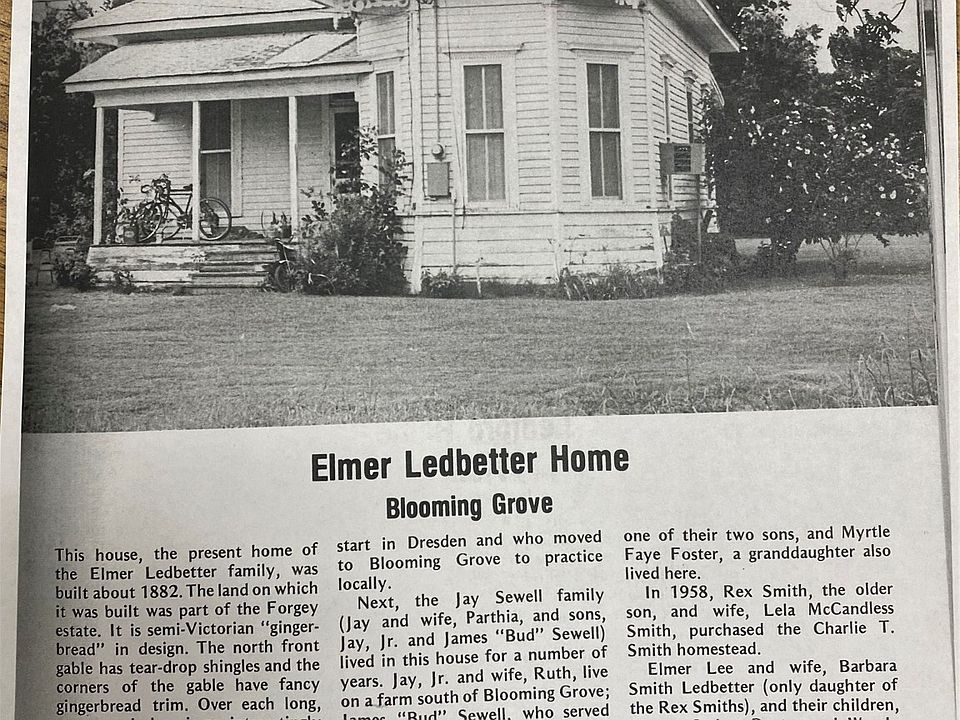 Elmer Ledbetter Home
Blooming Grove
This house, the present home of
the Elmer Ledbetter family, was
built about 1882. The land on which
it was built was part of the Forgey
estate. It is semi-Victorian "ginger-
bread" in design. The north front
gable has tear-drop shingles and the
corners of the gable have fancy
gingerbread trim. Over each long,
start in Dresden and who moved
to Blooming Grove to practice
locally.
Next, the Jay Sewell family
(Jay and wife, Parthia, and sons,
Jay, Jr. and James "Bud" Sewell)
lived in this house for a number of
years. Jay, Jr. and wife, Ruth, live
on a farm south of Blooming Grove;
James "Bud" Sewell, who served
one of their two sons, and Myrtle
Faye Foster, a granddaughter also
lived here.
In 1958, Rex Smith, the older
son, and wife, Lela McCandless
Smith, purchased the Charlie T.
Smith homestead.
Elmer Lee and wife, Barbara
Smith Ledbetter (only daughter of
the Rex Smiths), and their children,